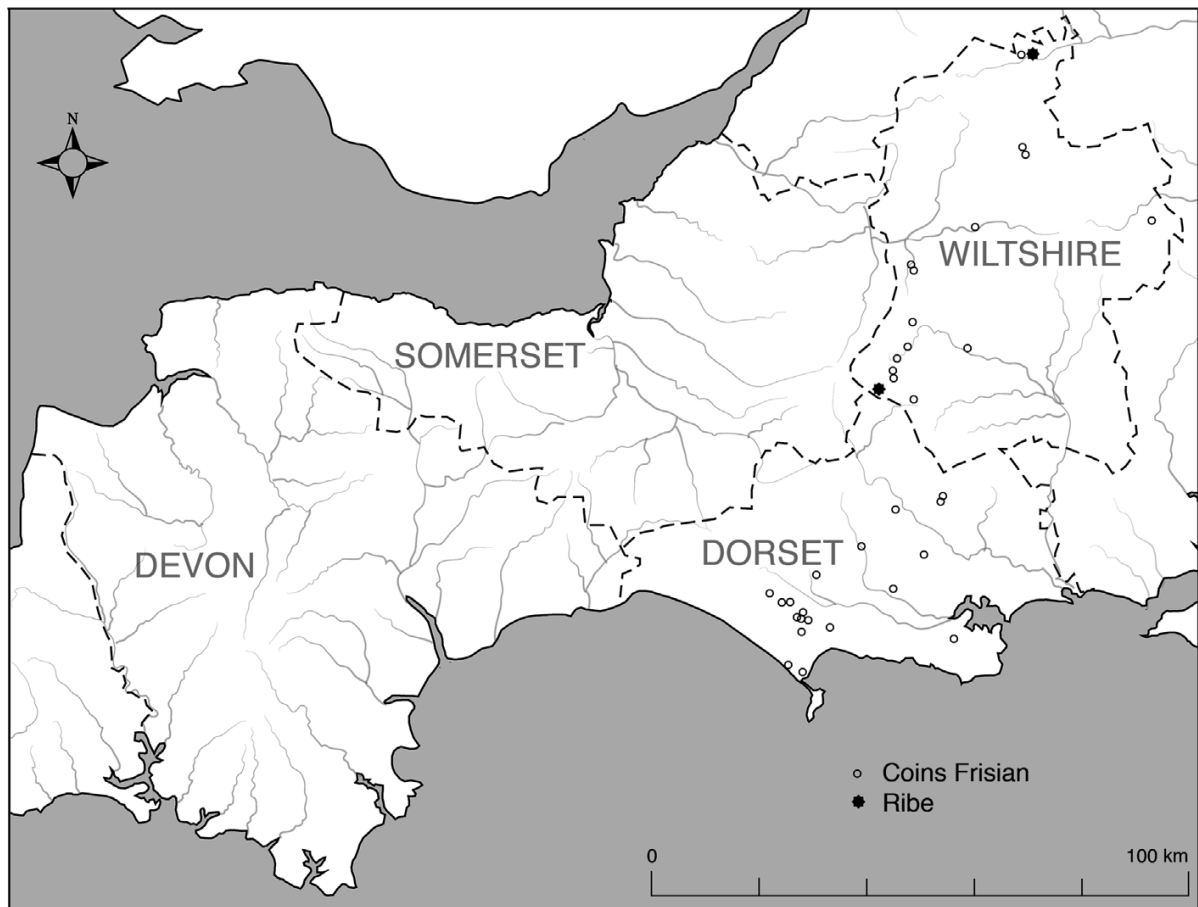 N
WILTSHIRE
SOMERSET
DORSET
DEVON
Coins Frisian
Ribe
0 100 km